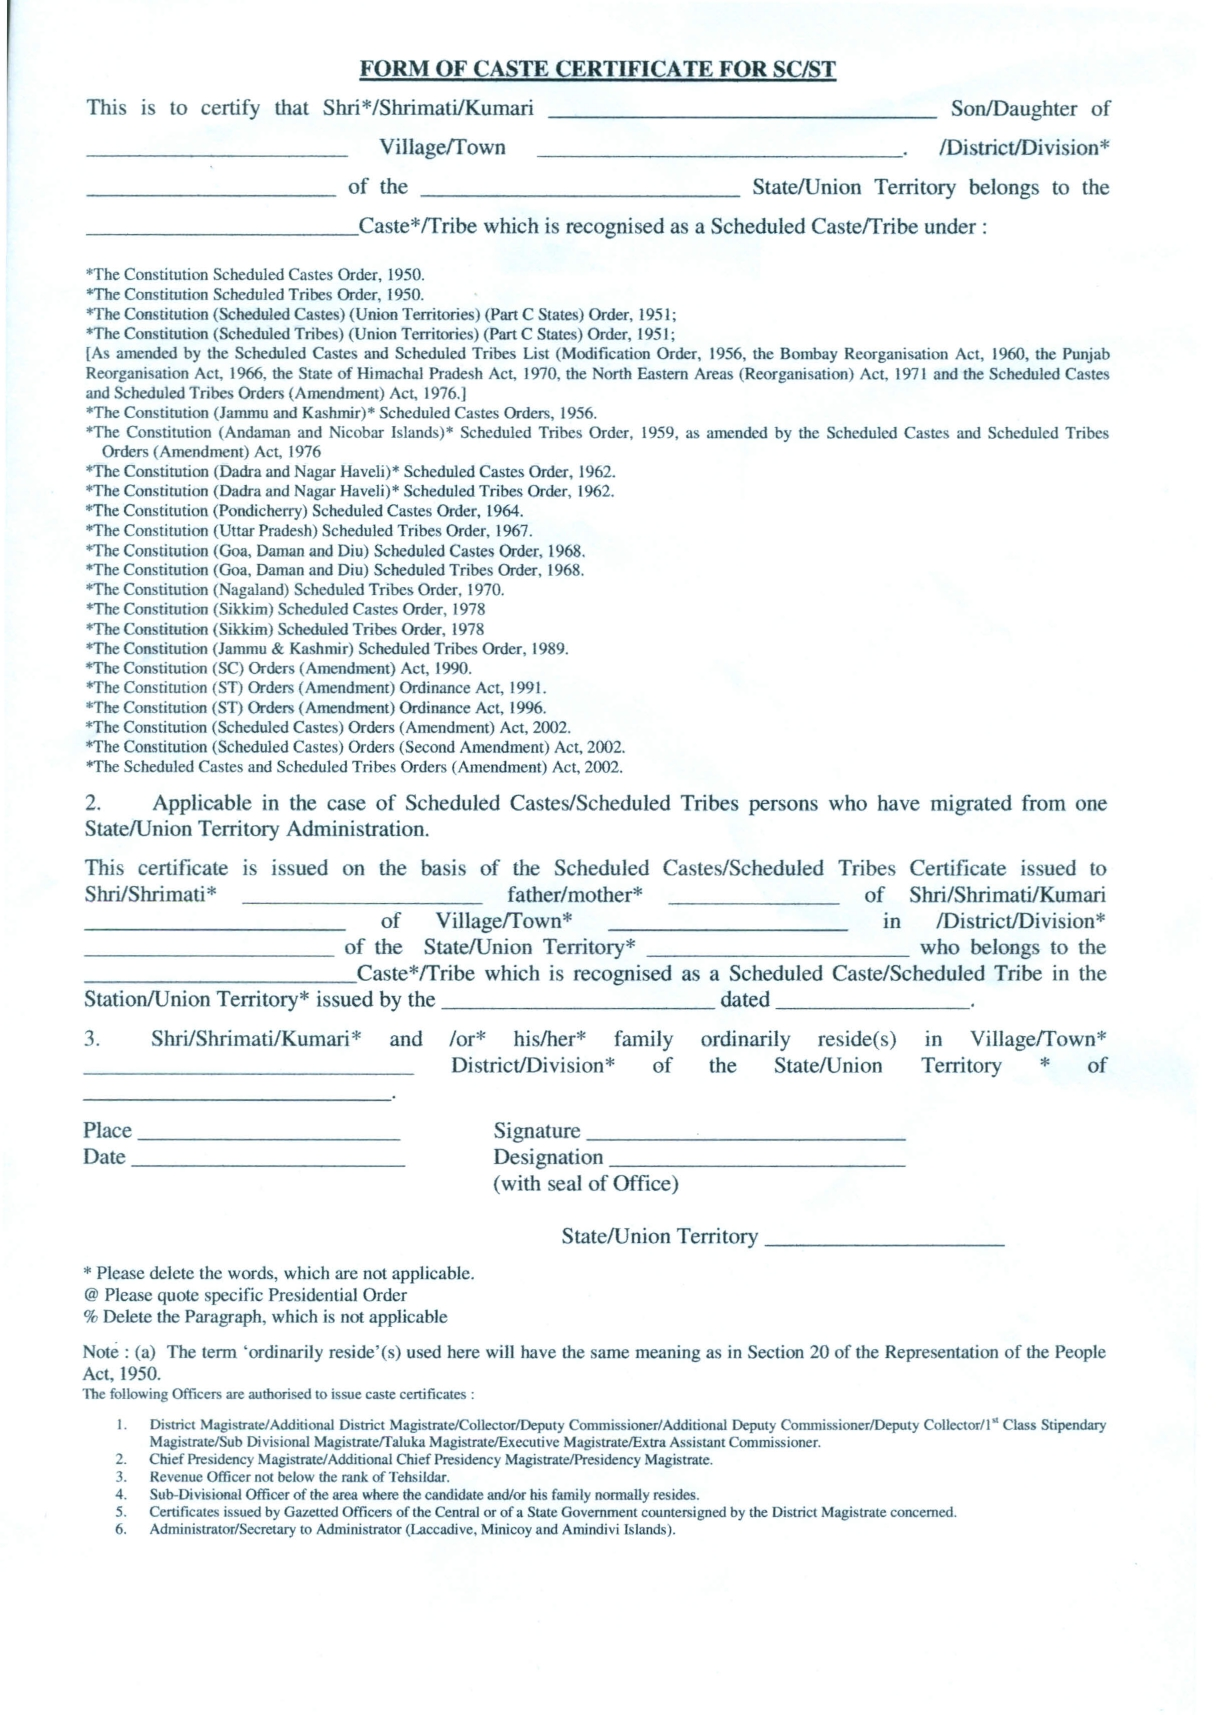 FORM OF CASTE CERTIFICATE FOR SC/ST
This is to certify that Shri*/Shrimati/Kumari ______________ Son/Daughter of
______________ Village/Town ______________. /District/Division*
______________ of the ______________ State/Union Territory belongs to the
______________Caste*/Tribe which is recognised as a Scheduled Caste/Tribe under :
*The Constitution Scheduled Castes Order, 1950.
*The Constitution Scheduled Tribes Order, 1950.
*The Constitution (Scheduled Castes) (Union Territories) (Part C States) Order, 1951;
*The Constitution (Scheduled Tribes) (Union Territories) (Part C States) Order, 1951;
[As amended by the Scheduled Castes and Scheduled Tribes List (Modification Order, 1956, the Bombay Reorganisation Act, 1960, the Punjab
Reorganisation Act, 1966, the State of Himachal Pradesh Act, 1970, the North Eastern Areas (Reorganisation) Act, 1971 and the Scheduled Castes
and Scheduled Tribes Orders (Amendment) Act, 1976.]
*The Constitution (Jammu and Kashmir)* Scheduled Castes Orders, 1956.
*The Constitution (Andaman and Nicobar Islands)* Scheduled Tribes Order, 1959, as amended by the Scheduled Castes and Scheduled Tribes
Orders (Amendment) Act, 1976
*The Constitution (Dadra and Nagar Haveli)* Scheduled Castes Order, 1962.
*The Constitution (Dadra and Nagar Haveli)* Scheduled Tribes Order, 1962.
*The Constitution (Pondicherry) Scheduled Castes Order, 1964.
*The Constitution (Uttar Pradesh) Scheduled Tribes Order, 1967.
*The Constitution (Goa, Daman and Diu) Scheduled Castes Order, 1968.
*The Constitution (Goa, Daman and Diu) Scheduled Tribes Order, 1968.
*The Constitution (Nagaland) Scheduled Tribes Order, 1970.
*The Constitution (Sikkim) Scheduled Castes Order, 1978
*The Constitution (Sikkim) Scheduled Tribes Order, 1978
*The Constitution (Jammu & Kashmir) Scheduled Tribes Order, 1989.
*The Constitution (SC) Orders (Amendment) Act, 1990.
*The Constitution (ST) Orders (Amendment) Ordinance Act, 1991.
*The Constitution (ST) Orders (Amendment) Ordinance Act, 1996.
*The Constitution (Scheduled Castes) Orders (Amendment) Act, 2002.
*The Constitution (Scheduled Castes) Orders (Second Amendment) Act, 2002.
*The Scheduled Castes and Scheduled Tribes Orders (Amendment) Act, 2002.
2. Applicable in the case of Scheduled Castes/Scheduled Tribes persons who have migrated from one
State/Union Territory Administration.
This certificate is issued on the basis of the Scheduled Castes/Scheduled Tribes Certificate issued to
Shri/Shrimati* ______________ father/mother* ______________ of Shri/Shrimati/Kumari
______________ of Village/Town* ______________ in /District/Division*
______________ of the State/Union Territory* ______________ who belongs to the
______________Caste*/Tribe which is recognised as a Scheduled Caste/Scheduled Tribe in the
Station/Union Territory* issued by the ______________ dated ______________.
3. Shri/Shrimati/Kumari* and /or* his/her* family ordinarily reside(s) in Village/Town*
______________ District/Division* of the State/Union Territory * of
______________.
Place ______________ Signature ______________
Date ______________ Designation ______________
(with seal of Office)
State/Union Territory ______________
* Please delete the words, which are not applicable.
@ Please quote specific Presidential Order
% Delete the Paragraph, which is not applicable
Note : (a) The term ‘ordinarily reside’(s) used here will have the same meaning as in Section 20 of the Representation of the People
Act, 1950.
The following Officers are authorised to issue caste certificates :
1. District Magistrate/Additional District Magistrate/Collector/Deputy Commissioner/Additional Deputy Commissioner/Deputy Collector/1st Class Stipendary
Magistrate/Sub Divisional Magistrate/Taluka Magistrate/Executive Magistrate/Extra Assistant Commissioner.
2. Chief Presidency Magistrate/Additional Chief Presidency Magistrate/Presidency Magistrate.
3. Revenue Officer not below the rank of Tehsildar.
4. Sub-Divisional Officer of the area where the candidate and/or his family normally resides.
5. Certificates issued by Gazetted Officers of the Central or of a State Government countersigned by the District Magistrate concerned.
6. Administrator/Secretary to Administrator (Laccadive, Minicoy and Amindivi Islands).